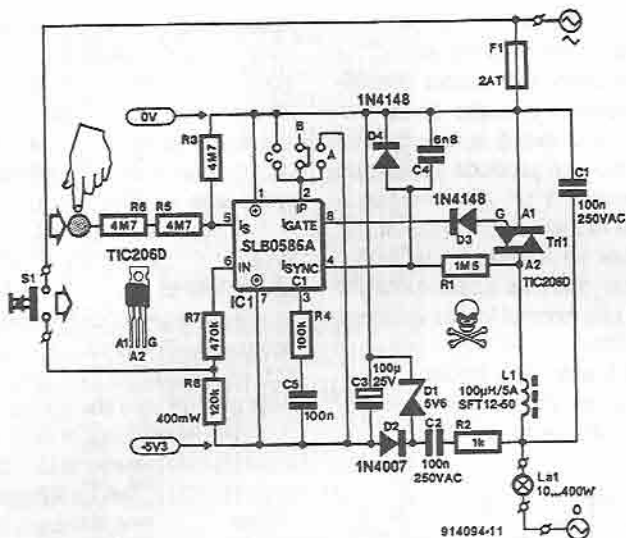 F1
2AT
1N4148
0V
R3
4M7
B
C
A
D4
6n8
C4
C1
100n
250VAC
1
2
IP
R6
4M7
R5
4M7
5
IS
IGATE
8
1N4148
D3
G
A1
Tri1
A2
TIC206D
SLB0586A
TIC206D
S1
6
IN
ISYNC
4
R1
1M5
C1
IC1
7
3
A1
G
A2
R7
470k
R4
100k
R8
120k
400mW
C5
100n
C3
100µ
25V
D1
5V6
L1
100µH/5A
SFT12-50
-5V3
D2
1N4007
C2
100n
250VAC
R2
1k
La1
10...400W
0
914094-11